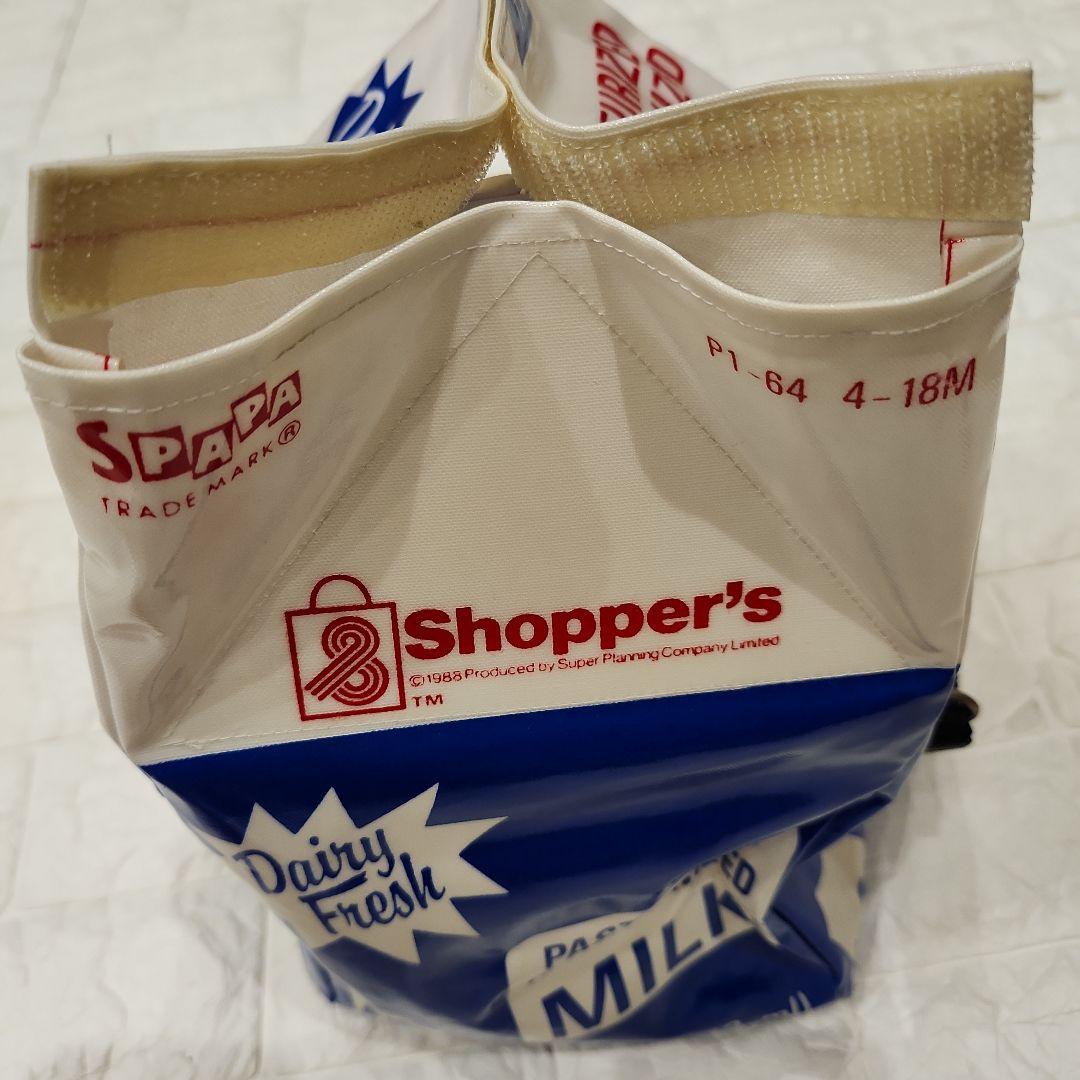 SPAPA
TRADE MARK ®
P1-64 4-18M
Shopper's
©1988 Produced by Super Planning Company Limited
TM
Dairy
Fresh
MILK